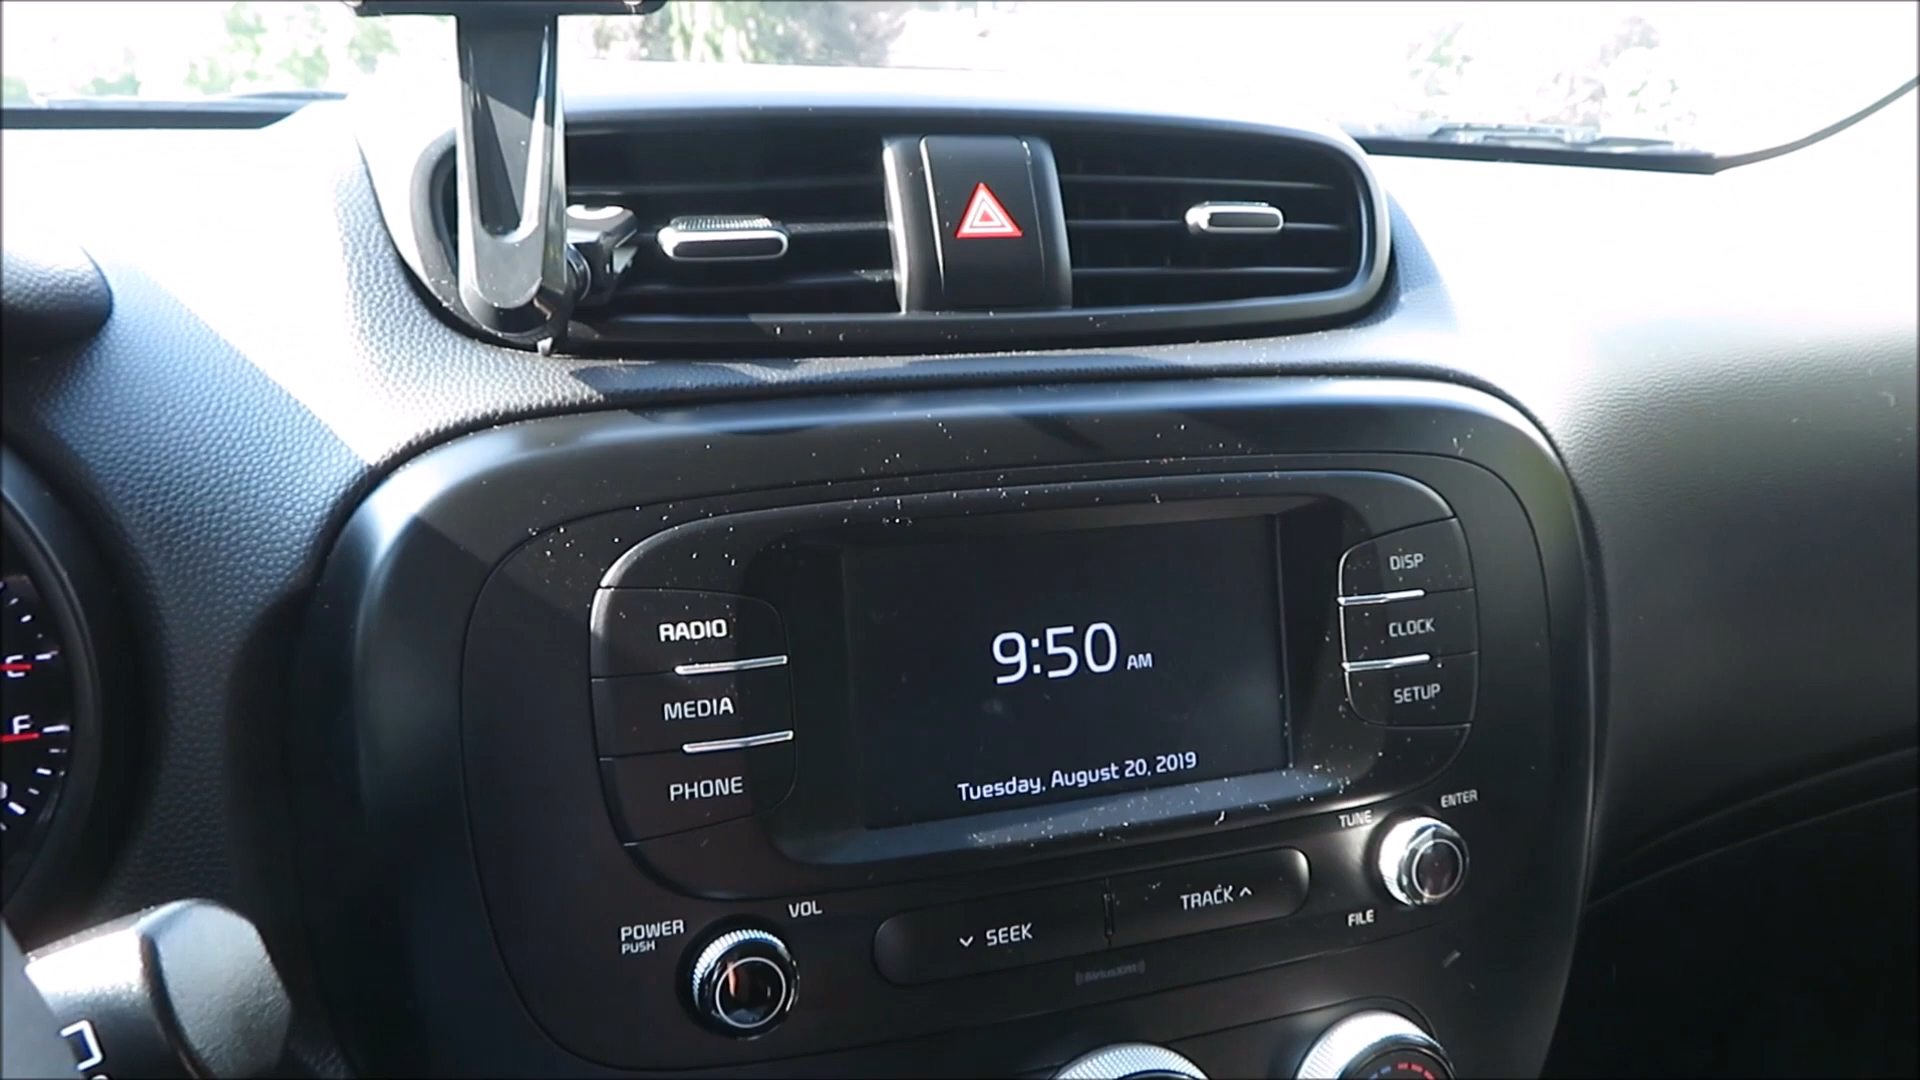 RADIO
MEDIA
PHONE
9:50 AM
Tuesday, August 20, 2019
DISP
CLOCK
SETUP
POWER
PUSH
VOL
SEEK
TRACK
TUNE
ENTER
FILE
((SiriusXM))
C
F